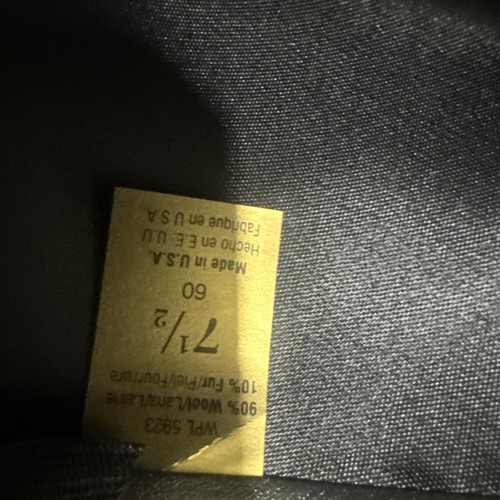 WPL 5923
90% Wool/Lana/Laine
10% Fur/Piel/Fourrure
7 1/2
60
Made in U.S.A.
Hecho en E.E. U.U
Fabrique en U S A